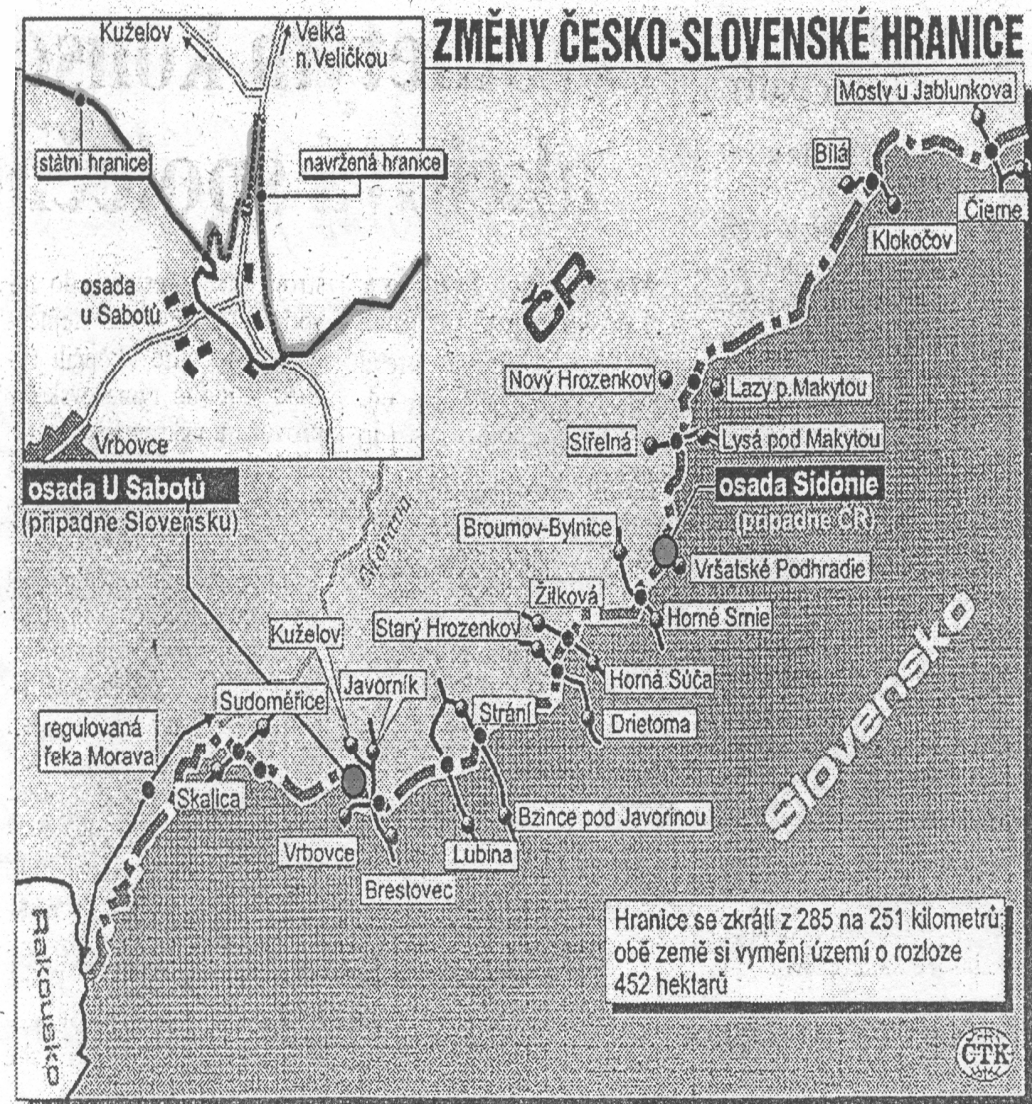 ZMĚNY ČESKO-SLOVENSKÉ HRANICE
Kuželov
Velká
n.Veličkou
státní hranice
navržená hranice
osada
u Sabotů
Vrbovce
osada U Sabotů
(připadne Slovensku)
Mosty u Jablunkova
Bílá
Čierne
Klokočov
ČR
Nový Hrozenkov
Lazy p.Makytou
Střelná
Lysá pod Makytou
osada Sidónie
(připadne ČR)
Broumov-Bylnice
Vršatské Podhradie
Žítková
Horné Srnie
Starý Hrozenkov
Kuželov
Horná Súča
Javorník
Sudoměřice
Strání
Drietoma
regulovaná
řeka Morava
Slovensko
Skalica
Bzince pod Javorinou
Vrbovce
Lubina
Brestovec
Rakousko
Hranice se zkrátí z 285 na 251 kilometrů
obě země si vymění území o rozloze
452 hektarů
ČTK